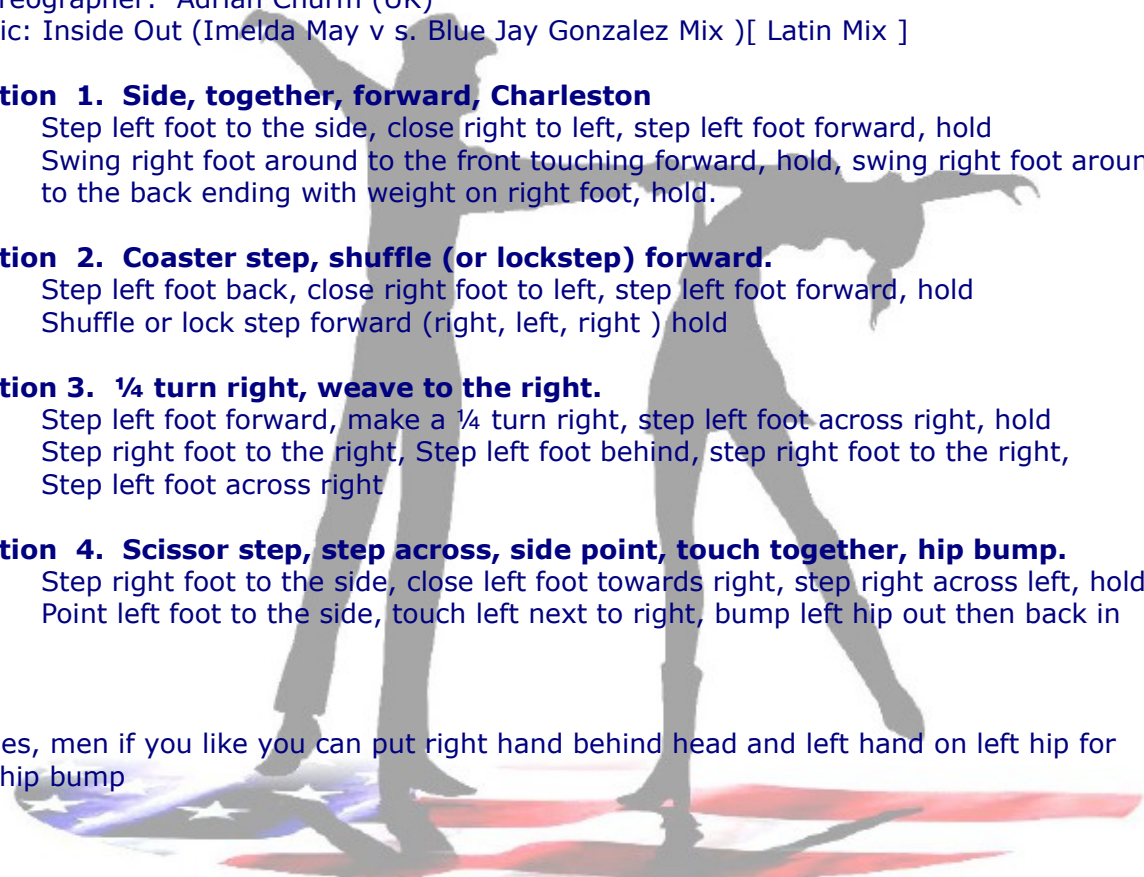 reographer: Adrian Churm (UK)
ic: Inside Out (Imelda May v s. Blue Jay Gonzalez Mix )[ Latin Mix ]
tion 1. Side, together, forward, Charleston
Step left foot to the side, close right to left, step left foot forward, hold
Swing right foot around to the front touching forward, hold, swing right foot aroun
to the back ending with weight on right foot, hold.
tion 2. Coaster step, shuffle (or lockstep) forward.
Step left foot back, close right foot to left, step left foot forward, hold
Shuffle or lock step forward (right, left, right ) hold
tion 3. ¼ turn right, weave to the right.
Step left foot forward, make a ¼ turn right, step left foot across right, hold
Step right foot to the right, Step left foot behind, step right foot to the right,
Step left foot across right
tion 4. Scissor step, step across, side point, touch together, hip bump.
Step right foot to the side, close left foot towards right, step right across left, hold
Point left foot to the side, touch left next to right, bump left hip out then back in
es, men if you like you can put right hand behind head and left hand on left hip for
hip bump